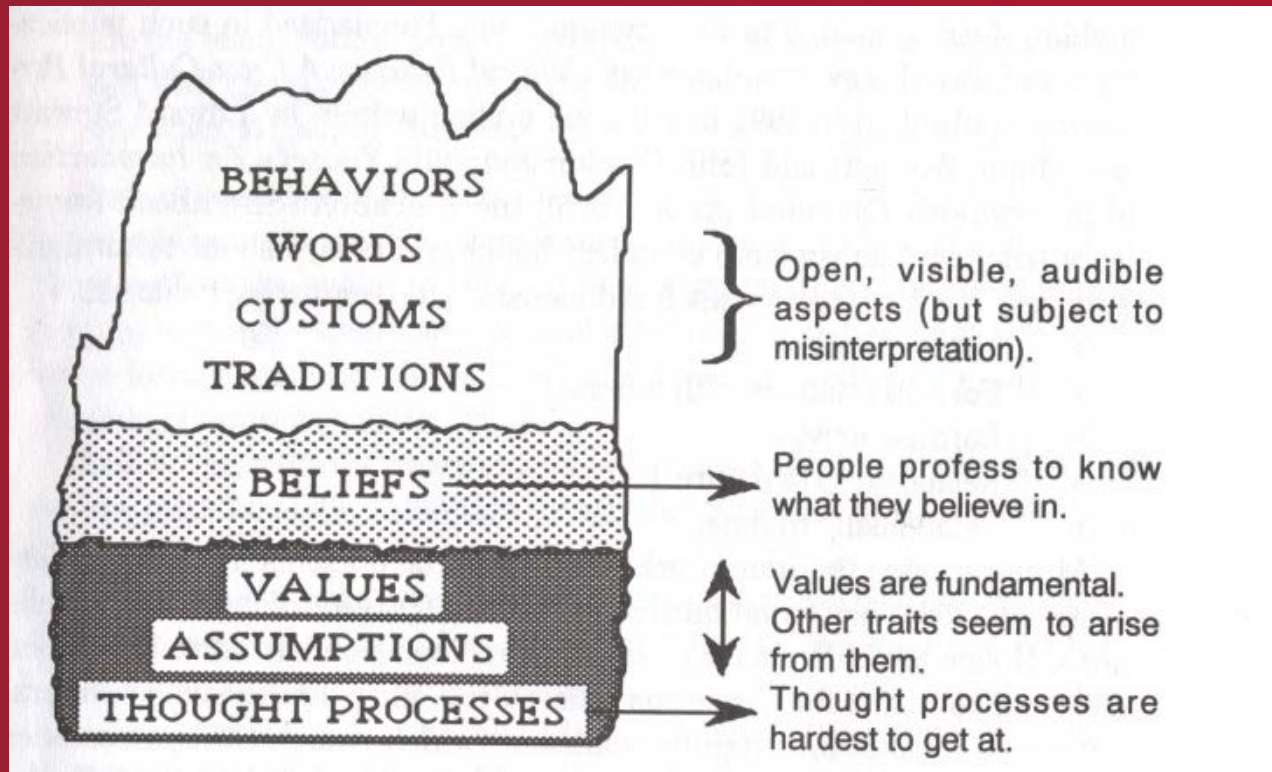 BEHAVIORS
WORDS
CUSTOMS
TRADITIONS
Open, visible, audible
aspects (but subject to
misinterpretation).
BELIEFS
People profess to know
what they believe in.
VALUES
ASSUMPTIONS
Values are fundamental.
Other traits seem to arise
from them.
THOUGHT PROCESSES
Thought processes are
hardest to get at.